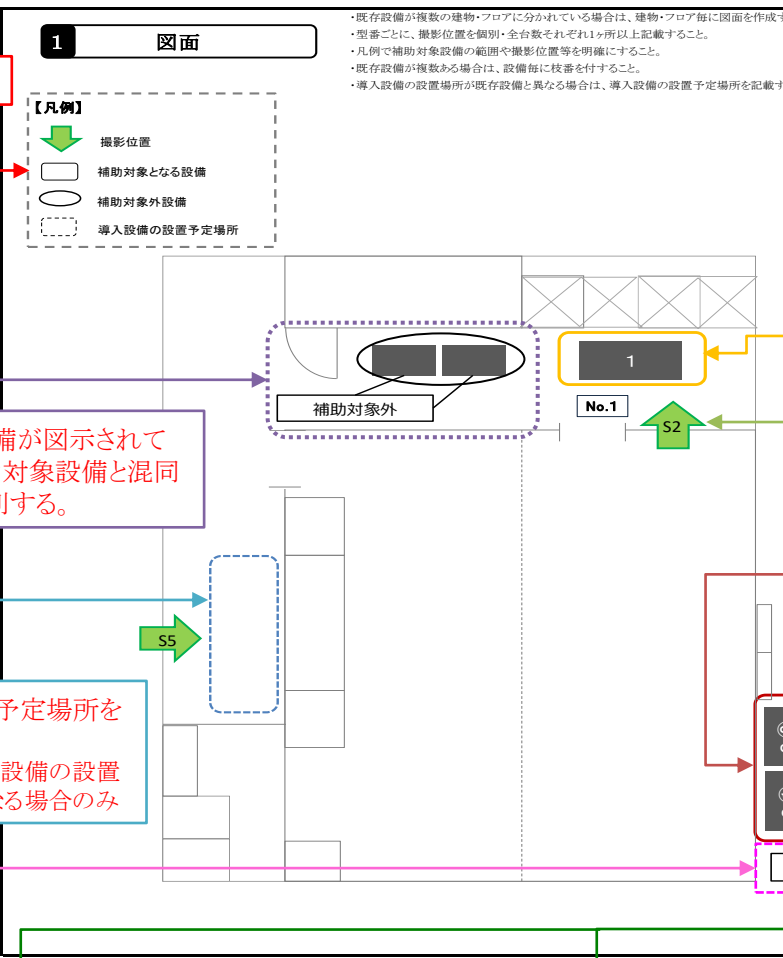 1 図面
・既存設備が複数の建物・フロアに分かれている場合は、建物・フロア毎に図面を作成す
・型番ごとに、撮影位置を個別・全台数それぞれ1ヶ所以上記載すること。
・凡例で補助対象設備の範囲や撮影位置等を明確にすること。
・既存設備が複数ある場合は、設備毎に枝番を付すること。
・導入設備の設置場所が既存設備と異なる場合は、導入設備の設置予定場所を記載す
【凡例】
撮影位置
補助対象となる設備
補助対象外設備
導入設備の設置予定場所
1
補助対象外
No.1
S2
備が図示されて
対象設備と混同
別する。
S5
予定場所を
設備の設置
なる場合のみ